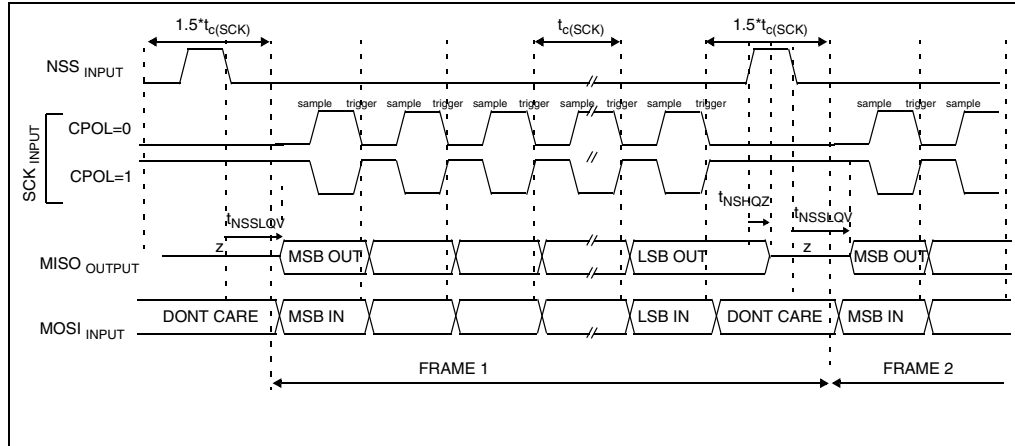 1.5*tc(SCK) tc(SCK) 1.5*tc(SCK)
NSS INPUT
sample trigger sample trigger sample trigger sample trigger sample trigger sample trigger sample
SCK INPUT
CPOL=0
CPOL=1
tNSSLQV tNSHQZ tNSSLQV
MISO OUTPUT z MSB OUT LSB OUT z MSB OUT
MOSI INPUT DONT CARE MSB IN LSB IN DONT CARE MSB IN
FRAME 1 FRAME 2